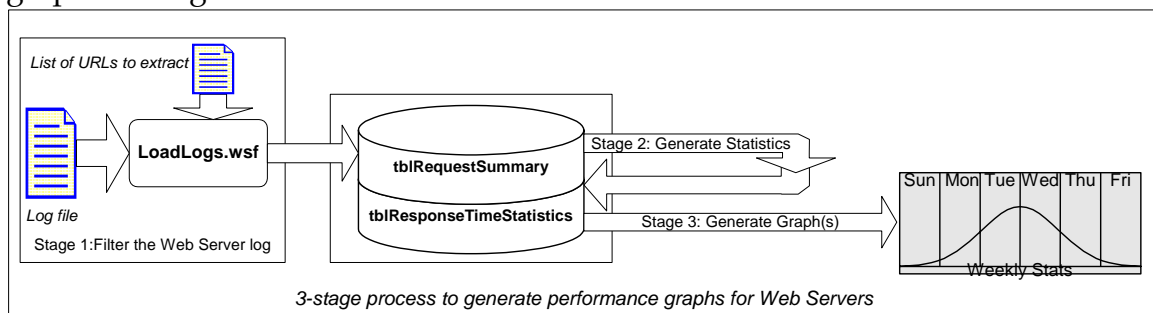 List of URLs to extract
LoadLogs.wsf
Log file
Stage 1:Filter the Web Server log
tblRequestSummary
tblResponseTimeStatistics
Stage 2: Generate Statistics
Stage 3: Generate Graph(s)
Sun Mon Tue Wed Thu Fri
Weekly Stats
3-stage process to generate performance graphs for Web Servers